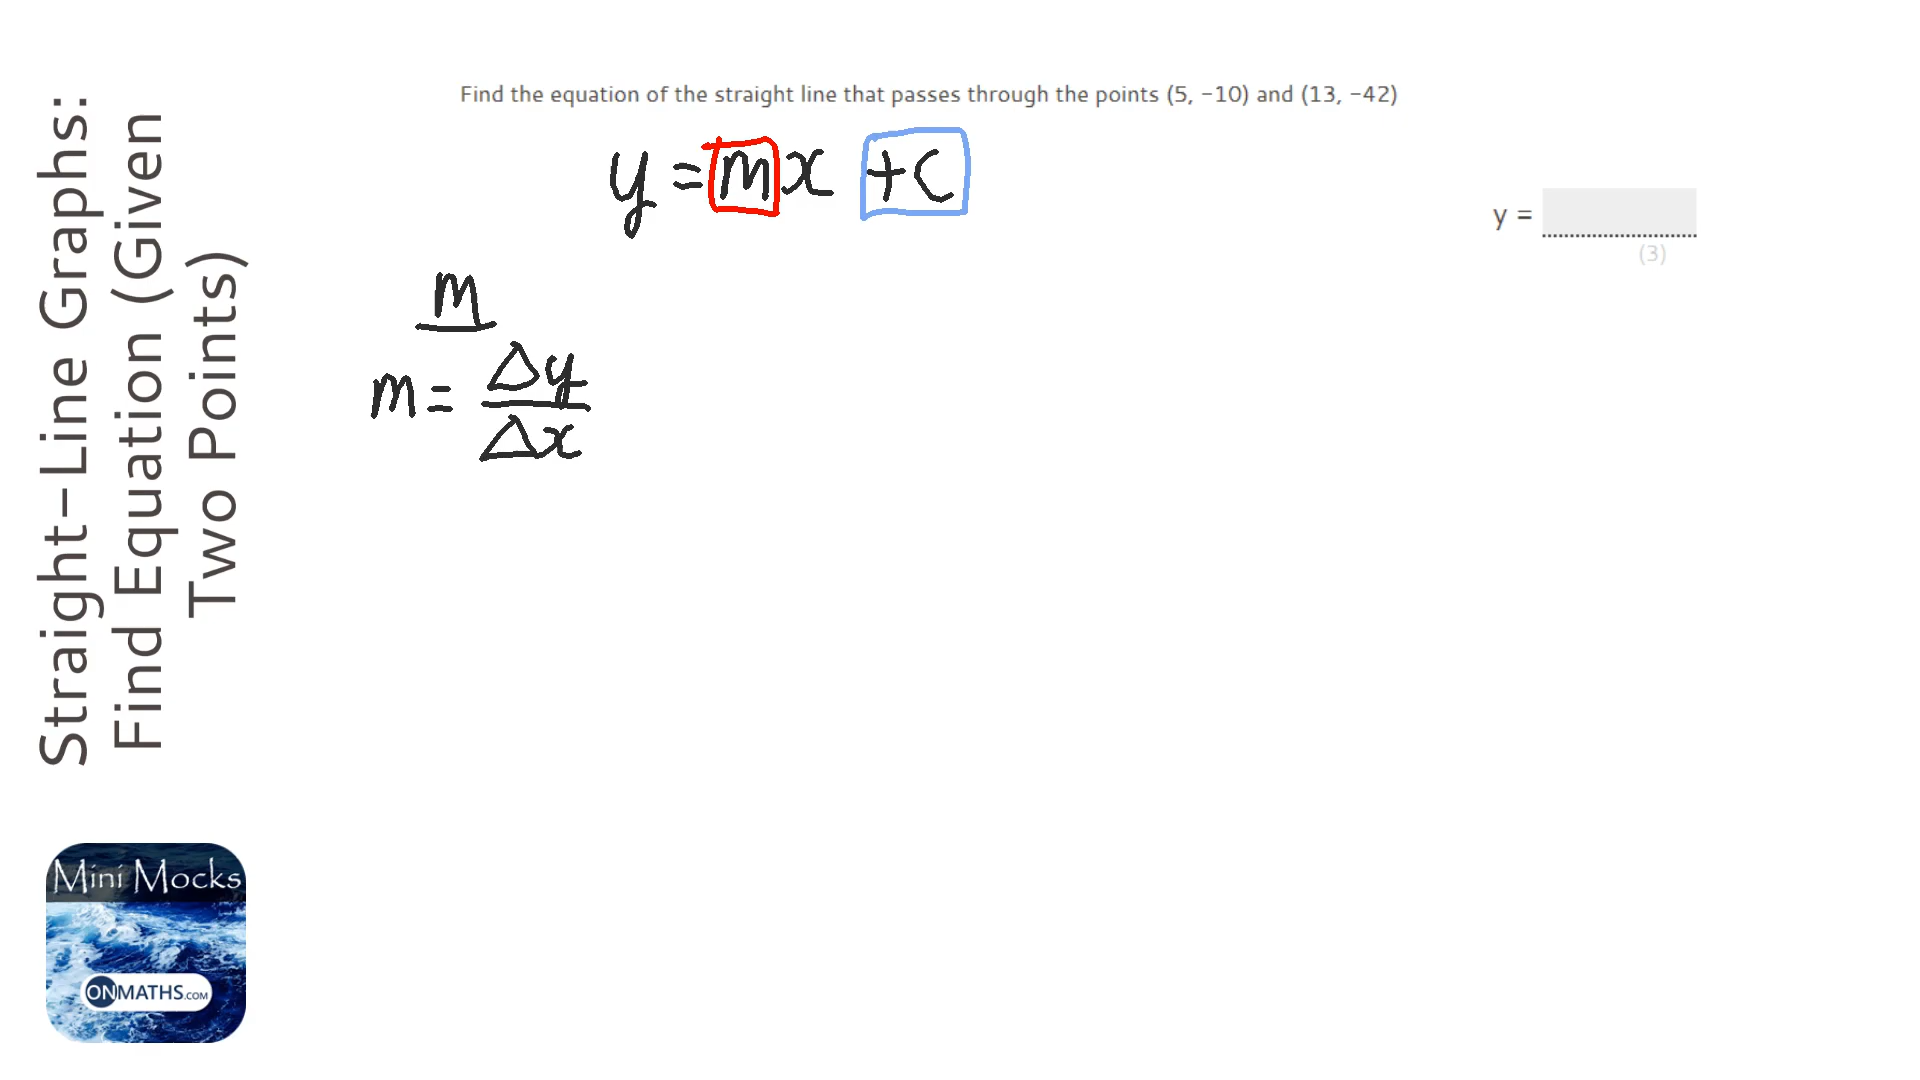 Straight-Line Graphs:
Find Equation (Given
Two Points)
Find the equation of the straight line that passes through the points (5, -10) and (13, -42)
y = mx + c
y =
(3)
m
m = Δy
Δx
Mini Mocks
ONMATHS.COM